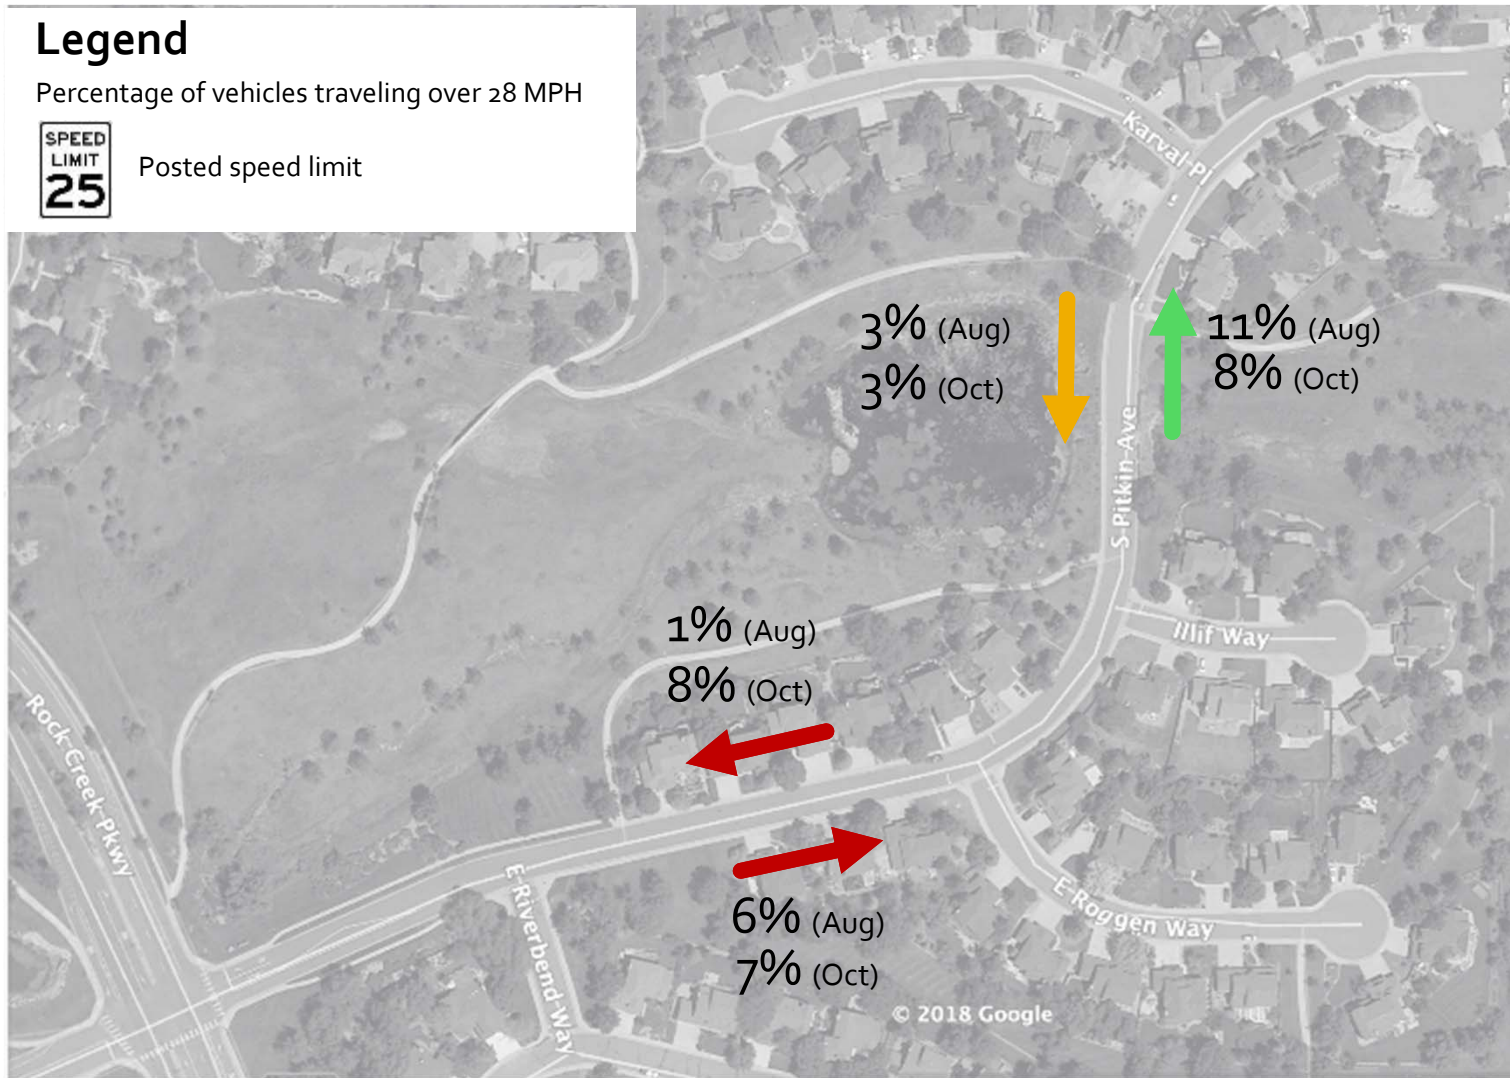 Legend
Percentage of vehicles traveling over 28 MPH
SPEED
LIMIT
25
Posted speed limit
Karval Pl
3% (Aug)
3% (Oct)
11% (Aug)
8% (Oct)
S Pitkin Ave
1% (Aug)
8% (Oct)
Illif Way
Rock Creek Pkwy
E Riverbend Way
E Roggen Way
6% (Aug)
7% (Oct)
© 2018 Google